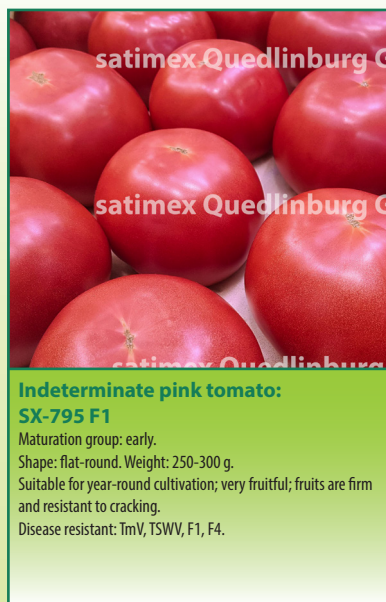 satimex Quedlinburg G
satimex Quedlinburg G
satimex Quedlinburg
Indeterminate pink tomato:
SX-795 F1
Maturation group: early.
Shape: flat-round. Weight: 250-300 g.
Suitable for year-round cultivation; very fruitful; fruits are firm
and resistant to cracking.
Disease resistant: TmV, TSWV, F1, F4.